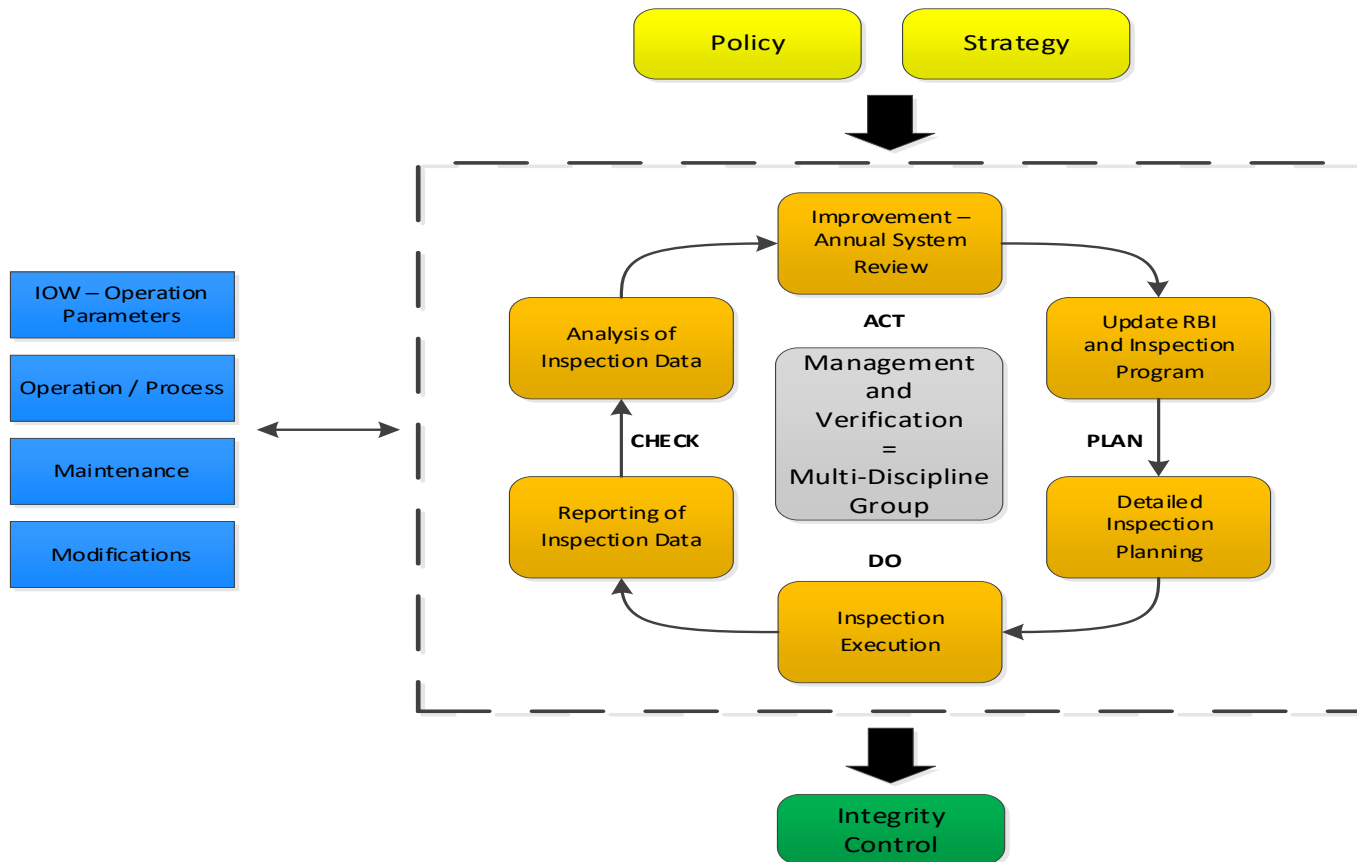 Policy
Strategy
Improvement –
Annual System
Review
IOW – Operation
Parameters
Analysis of
Inspection Data
ACT
Update RBI
and Inspection
Program
Operation / Process
Management
and
Verification
=
Multi-Discipline
Group
CHECK
PLAN
Maintenance
Reporting of
Inspection Data
Detailed
Inspection
Planning
Modifications
DO
Inspection
Execution
Integrity
Control